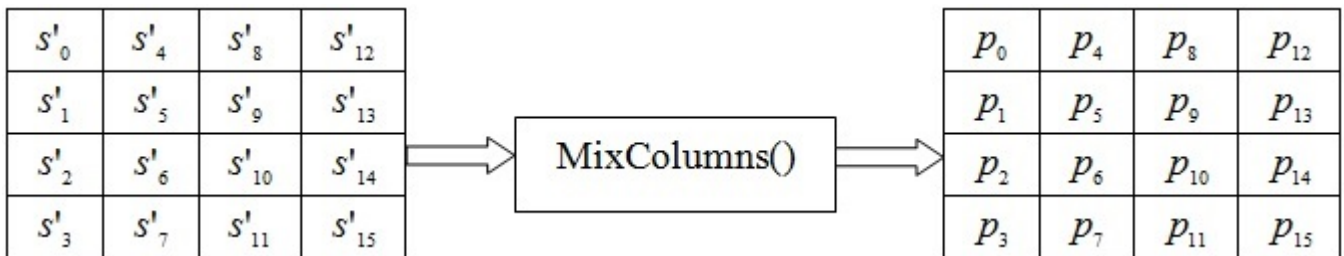 s'₀ s'₄ s'₈ s'₁₂ p₀ p₄ p₈ p₁₂
s'₁ s'₅ s'₉ s'₁₃ p₁ p₅ p₉ p₁₃
MixColumns()
s'₂ s'₆ s'₁₀ s'₁₄ p₂ p₆ p₁₀ p₁₄
s'₃ s'₇ s'₁₁ s'₁₅ p₃ p₇ p₁₁ p₁₅